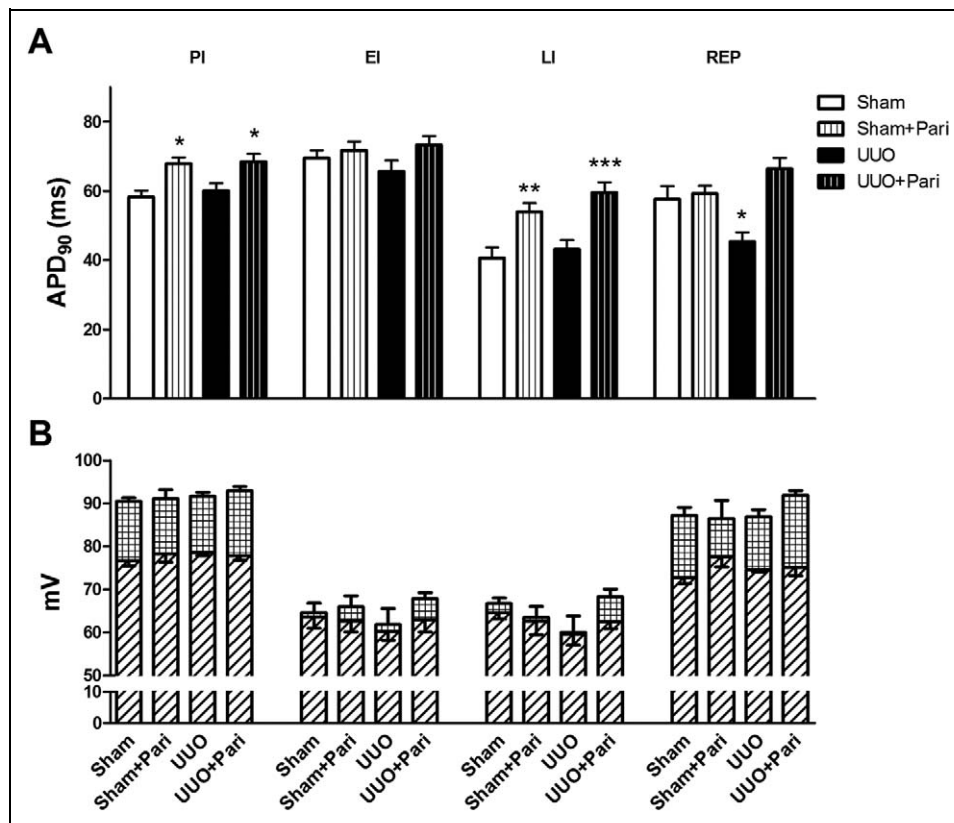 A
PI EI LI REP
APD90 (ms)
80
60
40
20
0
* * ** *** *
Sham
Sham+Pari
UUO
UUO+Pari
B
mV
100
90
80
70
60
50
10
0
Sham Sham+Pari UUO UUO+Pari Sham Sham+Pari UUO UUO+Pari Sham Sham+Pari UUO UUO+Pari Sham Sham+Pari UUO UUO+Pari